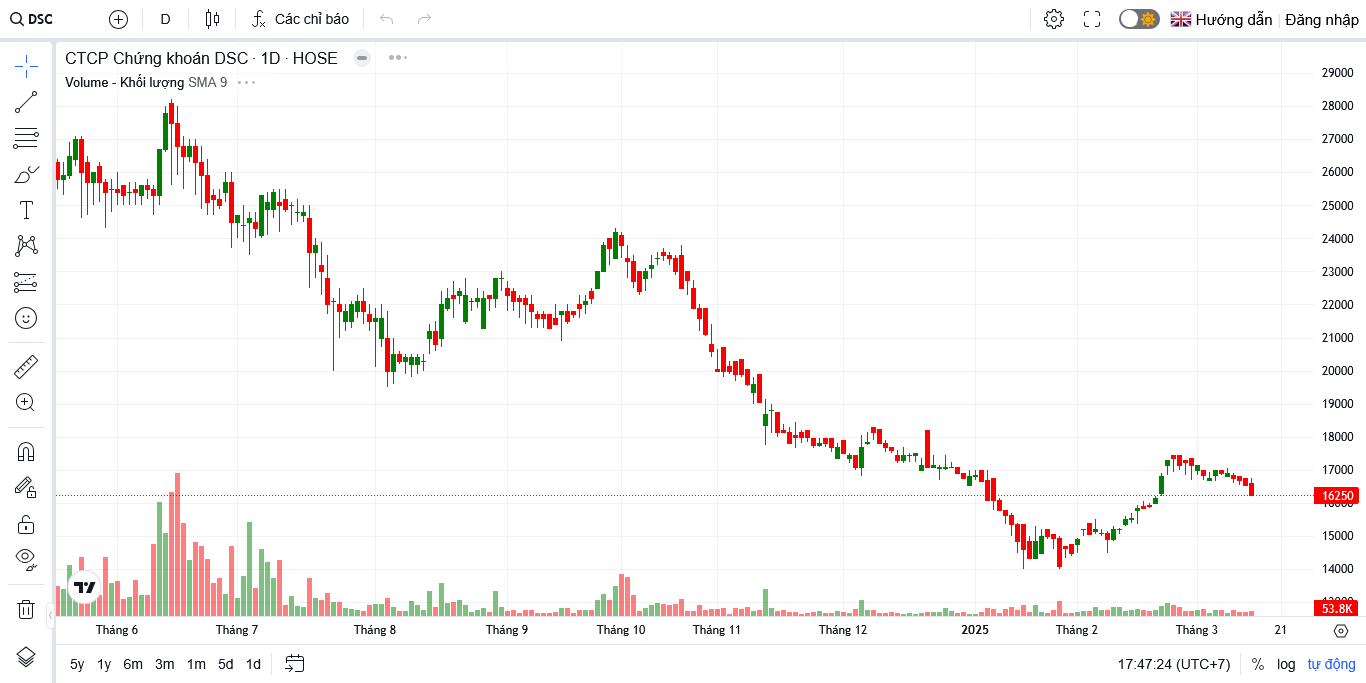 DSC D Các chỉ báo Hướng dẫn Đăng nhập
CTCP Chứng khoán DSC · 1D · HOSE
Volume - Khối lượng SMA 9
29000
28000
27000
26000
25000
24000
23000
22000
21000
20000
19000
18000
17000
16250
16000
15000
14000
53.8K
Tháng 6 Tháng 7 Tháng 8 Tháng 9 Tháng 10 Tháng 11 Tháng 12 2025 Tháng 2 Tháng 3 21
5y 1y 6m 3m 1m 5d 1d 17:47:24 (UTC+7) % log tự động